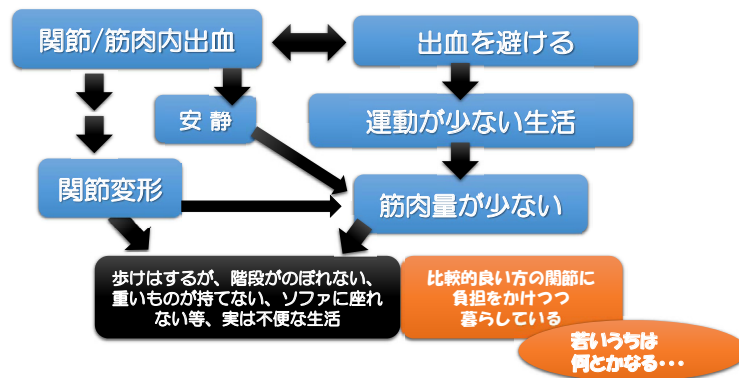 関節/筋肉内出血
出血を避ける
安 静
運動が少ない生活
関節変形
筋肉量が少ない
歩けはするが、階段がのぼれない、
重いものが持てない、ソファに座れ
ない等、実は不便な生活
比較的良い方の関節に
負担をかけつつ
暮らしている
若いうちは
何とかなる・・・